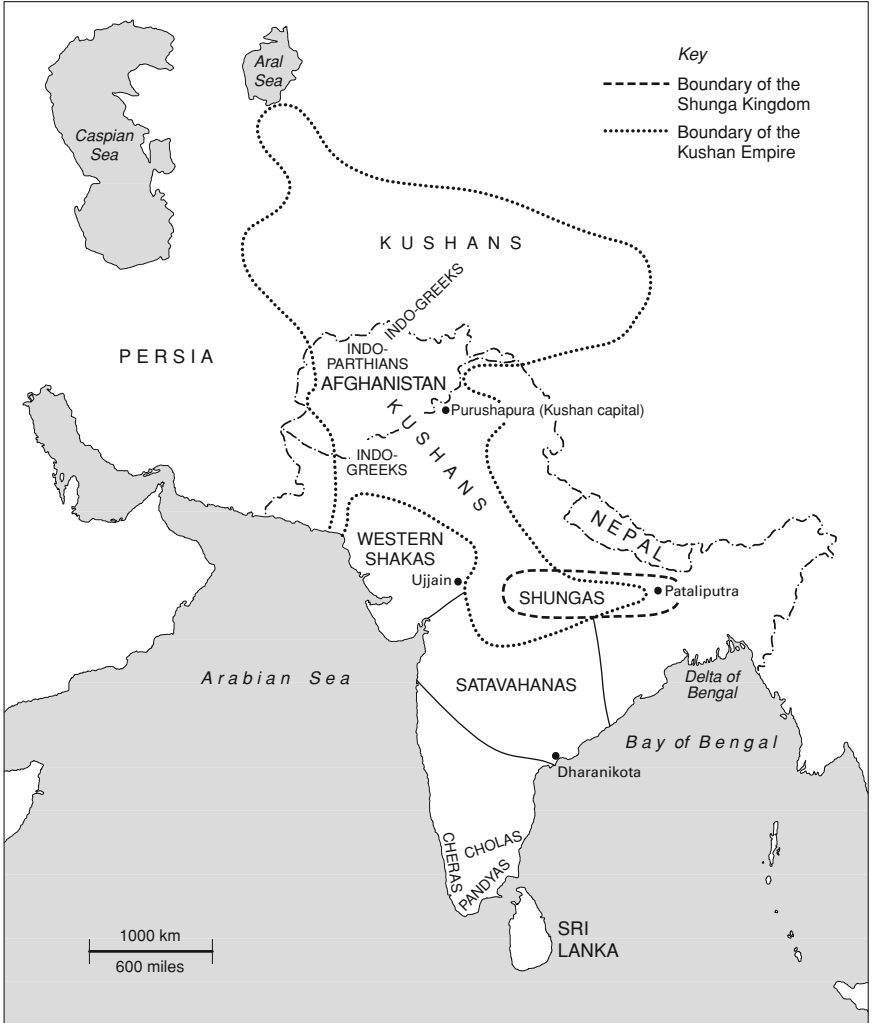 Aral
Sea
Key
Boundary of the
Shunga Kingdom
Boundary of the
Kushan Empire
Caspian
Sea
KUSHANS
INDO-GREEKS
PERSIA
INDO-
PARTHIANS
AFGHANISTAN
Purushapura (Kushan capital)
KUSHANS
INDO-
GREEKS
WESTERN
SHAKAS
NEPAL
Ujjain
SHUNGAS
Pataliputra
Arabian Sea
SATAVAHANAS
Delta of
Bengal
Bay of Bengal
Dharanikota
CHOLAS
CHERAS
PANDYAS
SRI
LANKA
1000 km
600 miles